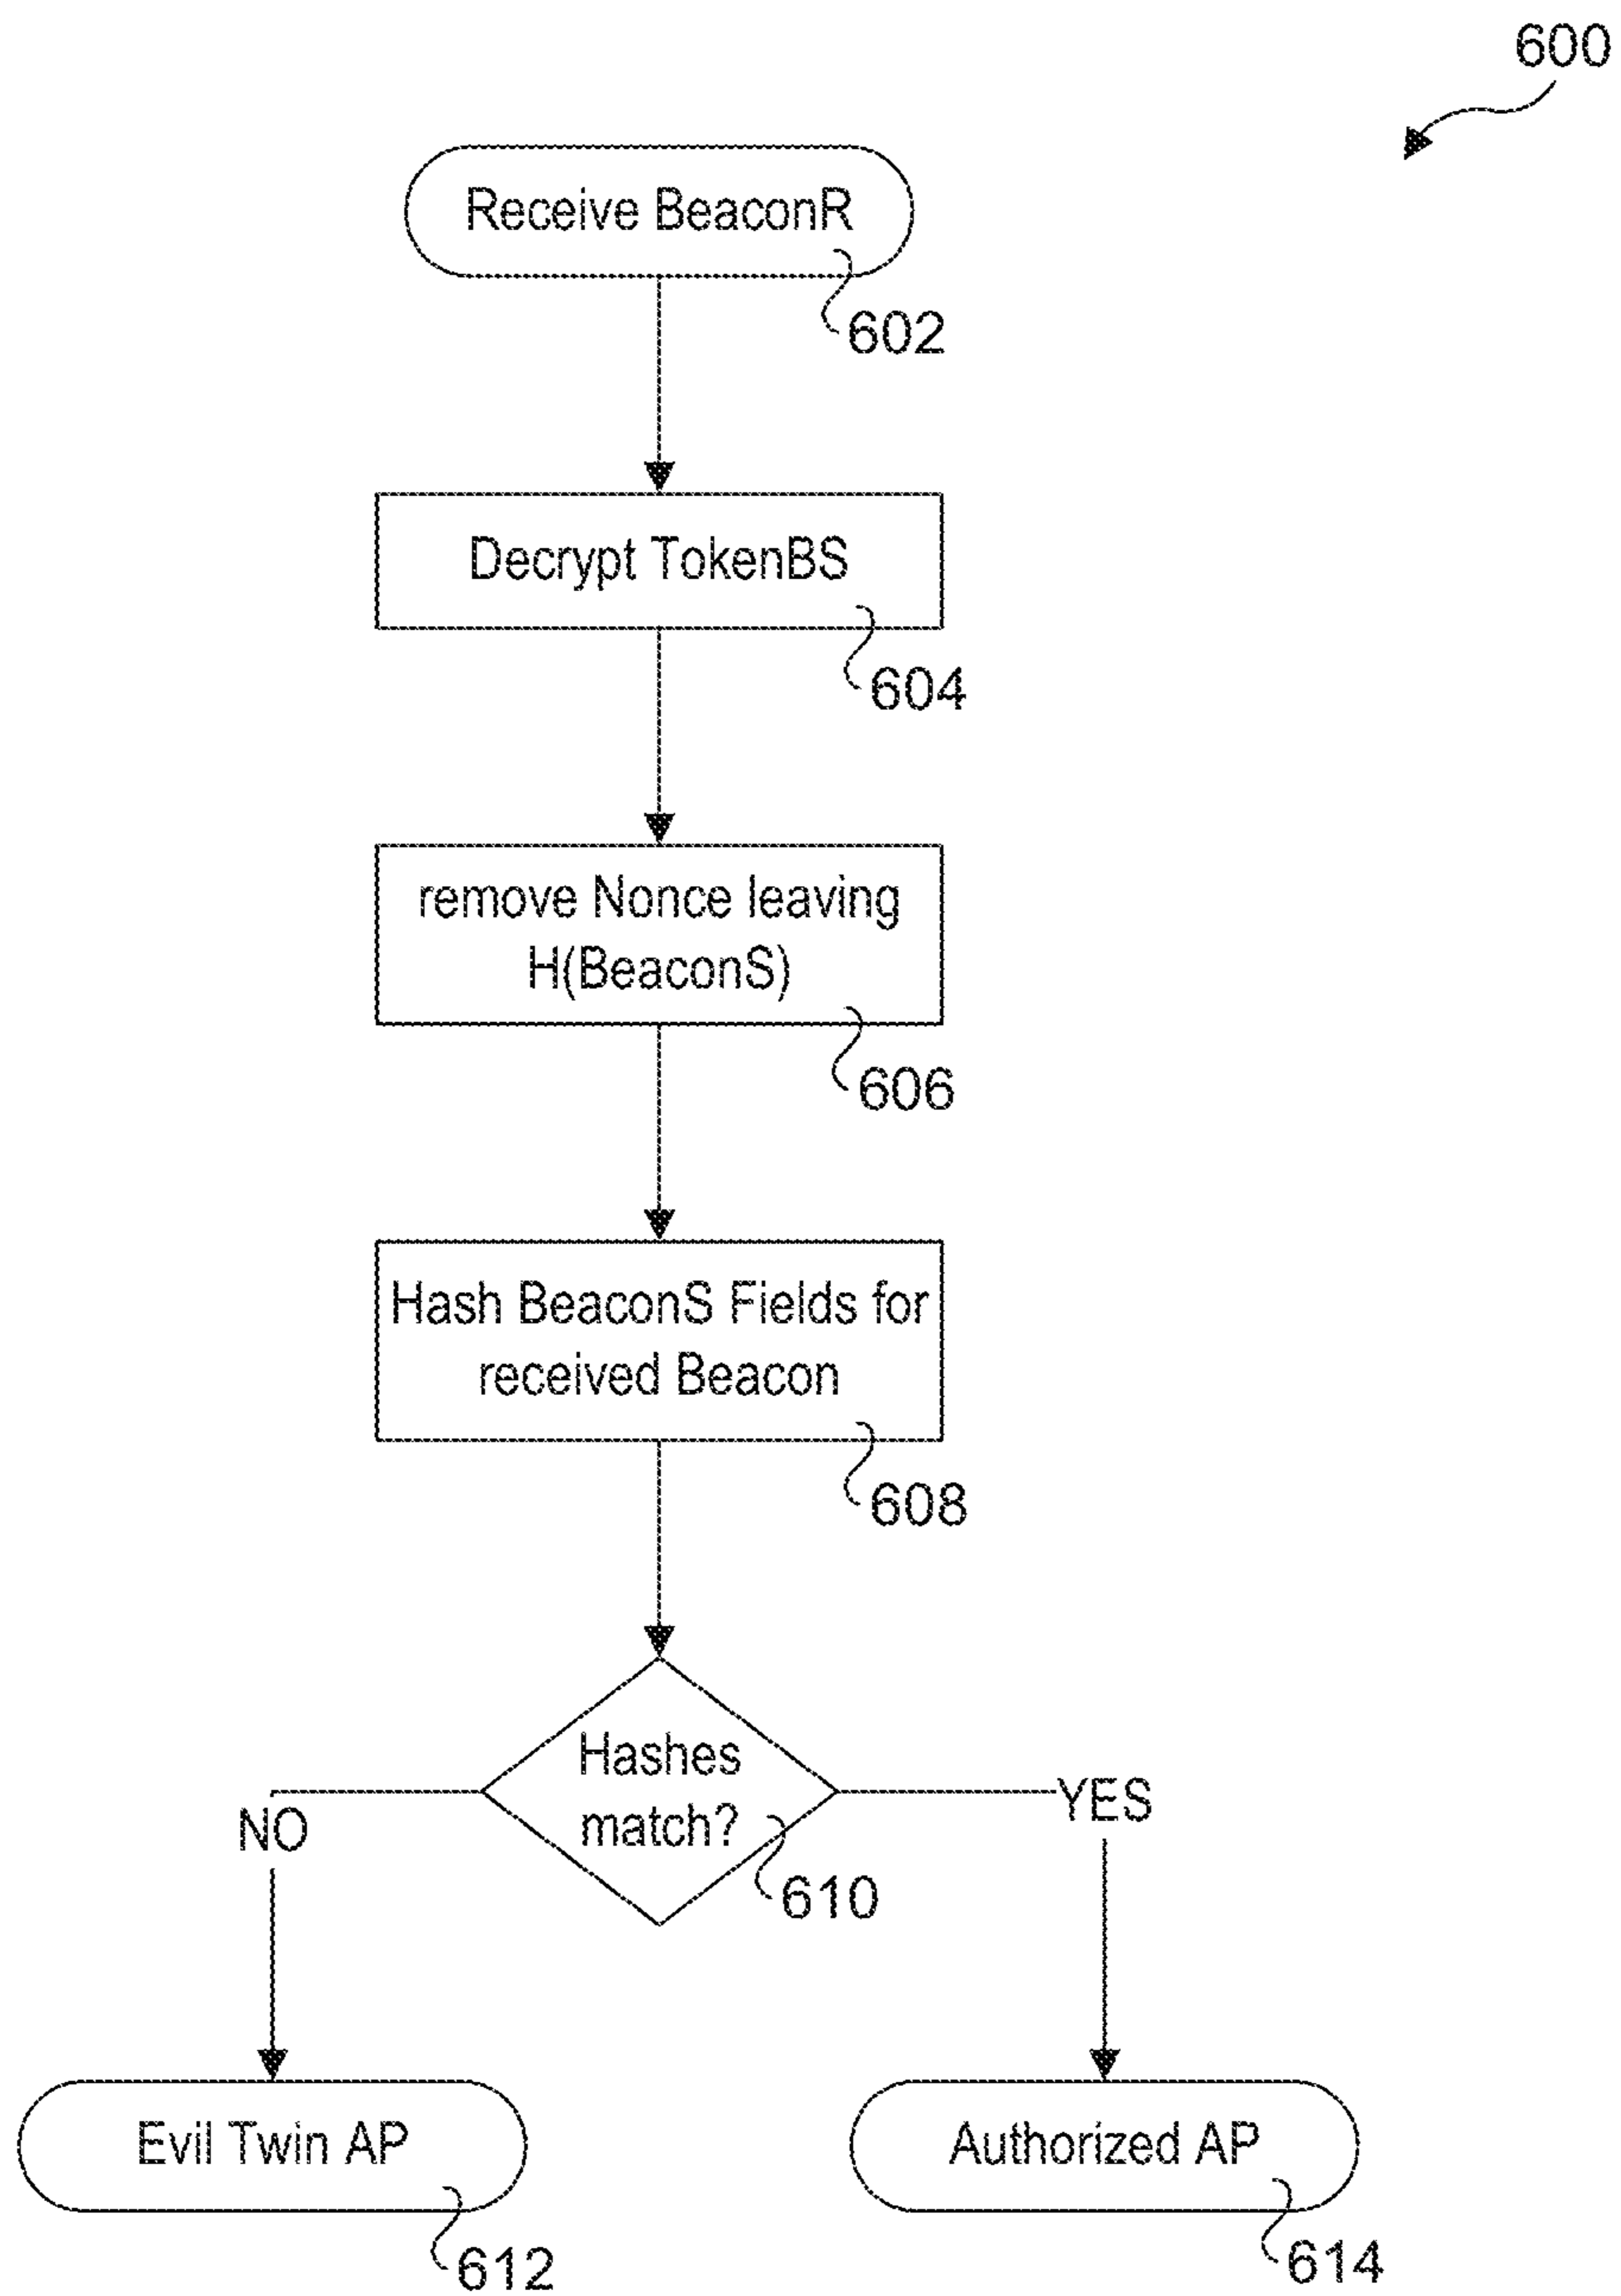 600
Receive BeaconR
602
Decrypt TokenBS
604
remove Nonce leaving
H(BeaconS)
606
Hash BeaconS Fields for
received Beacon
608
Hashes
match?
610
NO
YES
Evil Twin AP
612
Authorized AP
614